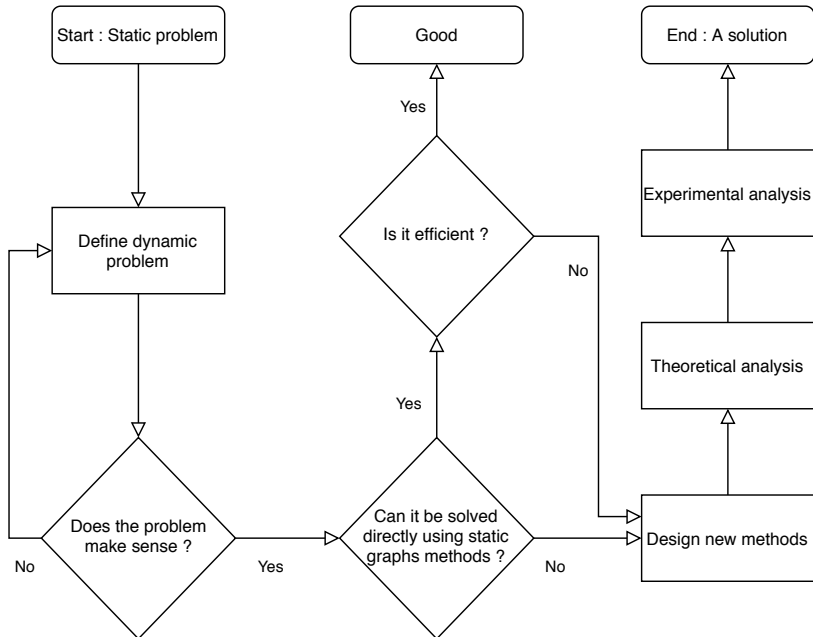 Start : Static problem
Good
End : A solution
Yes
Experimental analysis
Define dynamic
problem
Is it efficient ?
No
Theoretical analysis
Yes
Does the problem
make sense ?
Can it be solved
directly using static
graphs methods ?
Design new methods
No
Yes
No